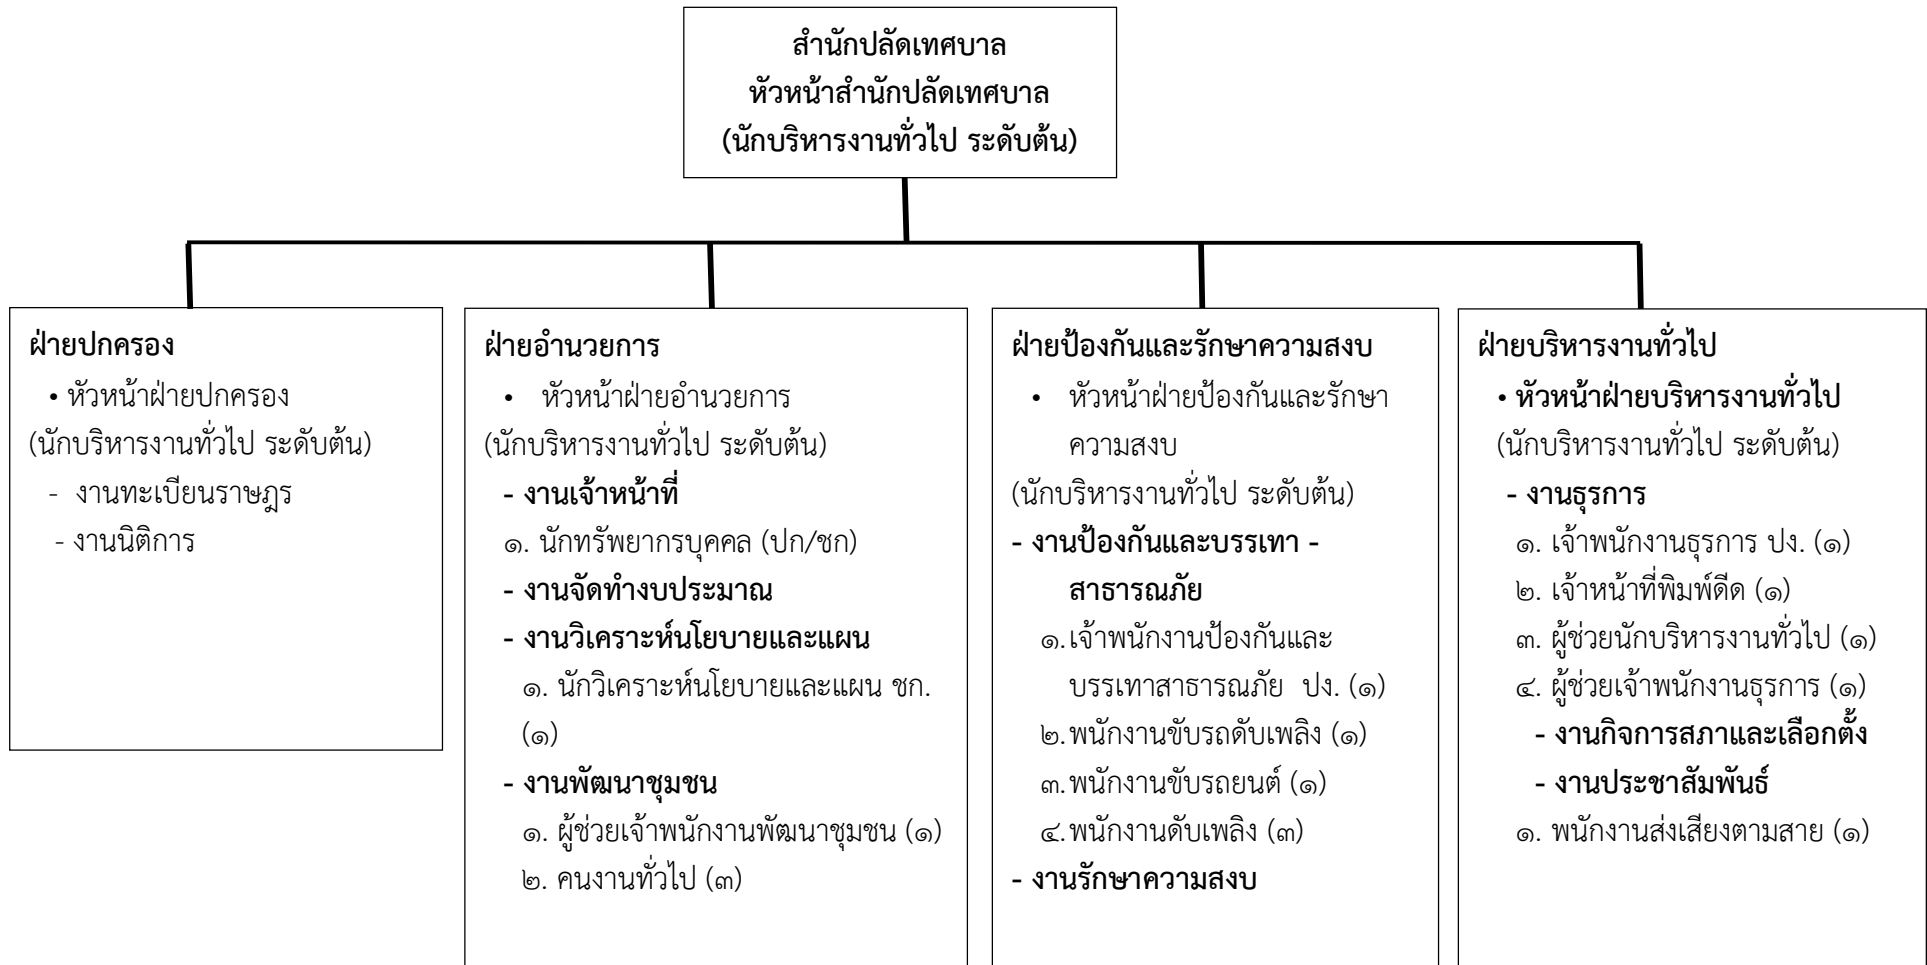 สำนักปลัดเทศบาล
หัวหน้าสำนักปลัดเทศบาล
(นักบริหารงานทั่วไป ระดับต้น)
ฝ่ายปกครอง
• หัวหน้าฝ่ายปกครอง
(นักบริหารงานทั่วไป ระดับต้น)
- งานทะเบียนราษฎร
- งานนิติการ
ฝ่ายอำนวยการ
• หัวหน้าฝ่ายอำนวยการ
(นักบริหารงานทั่วไป ระดับต้น)
- งานเจ้าหน้าที่
๑. นักทรัพยากรบุคคล (ปก/ชก)
- งานจัดทำงบประมาณ
- งานวิเคราะห์นโยบายและแผน
๑. นักวิเคราะห์นโยบายและแผน ชก.
(๑)
- งานพัฒนาชุมชน
๑. ผู้ช่วยเจ้าพนักงานพัฒนาชุมชน (๑)
๒. คนงานทั่วไป (๓)
ฝ่ายป้องกันและรักษาความสงบ
• หัวหน้าฝ่ายป้องกันและรักษา
ความสงบ
(นักบริหารงานทั่วไป ระดับต้น)
- งานป้องกันและบรรเทา -
สาธารณภัย
๑.เจ้าพนักงานป้องกันและ
บรรเทาสาธารณภัย ปง. (๑)
๒.พนักงานขับรถดับเพลิง (๑)
๓.พนักงานขับรถยนต์ (๑)
๔.พนักงานดับเพลิง (๓)
- งานรักษาความสงบ
ฝ่ายบริหารงานทั่วไป
• หัวหน้าฝ่ายบริหารงานทั่วไป
(นักบริหารงานทั่วไป ระดับต้น)
- งานธุรการ
๑. เจ้าพนักงานธุรการ ปง. (๑)
๒. เจ้าหน้าที่พิมพ์ดีด (๑)
๓. ผู้ช่วยนักบริหารงานทั่วไป (๑)
๔. ผู้ช่วยเจ้าพนักงานธุรการ (๑)
- งานกิจการสภาและเลือกตั้ง
- งานประชาสัมพันธ์
๑. พนักงานส่งเสียงตามสาย (๑)